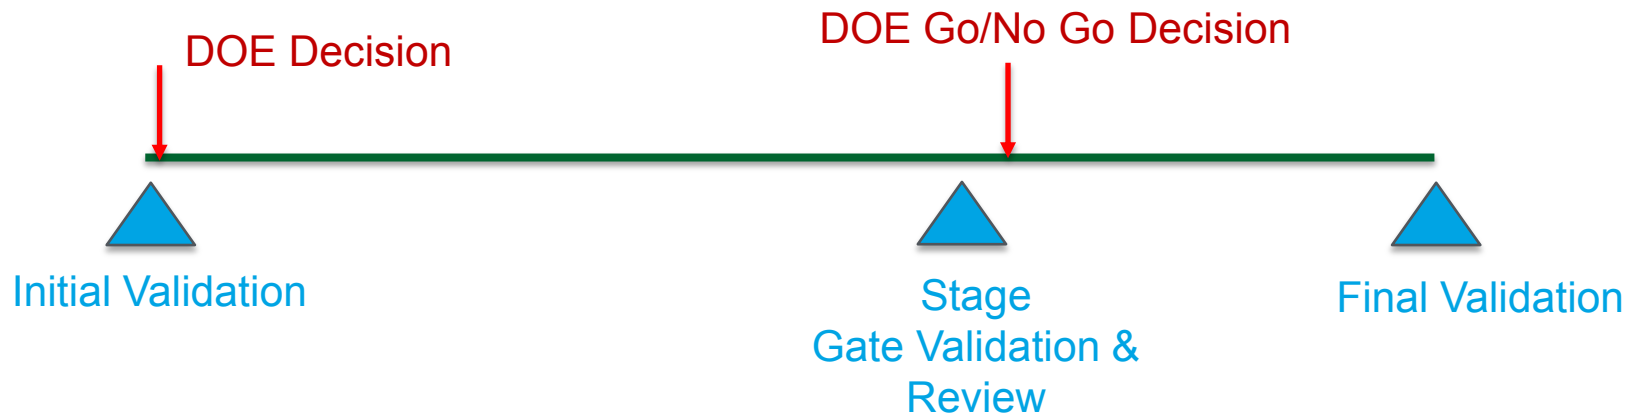 DOE Decision
DOE Go/No Go Decision
Initial Validation
Stage
Gate Validation &
Review
Final Validation